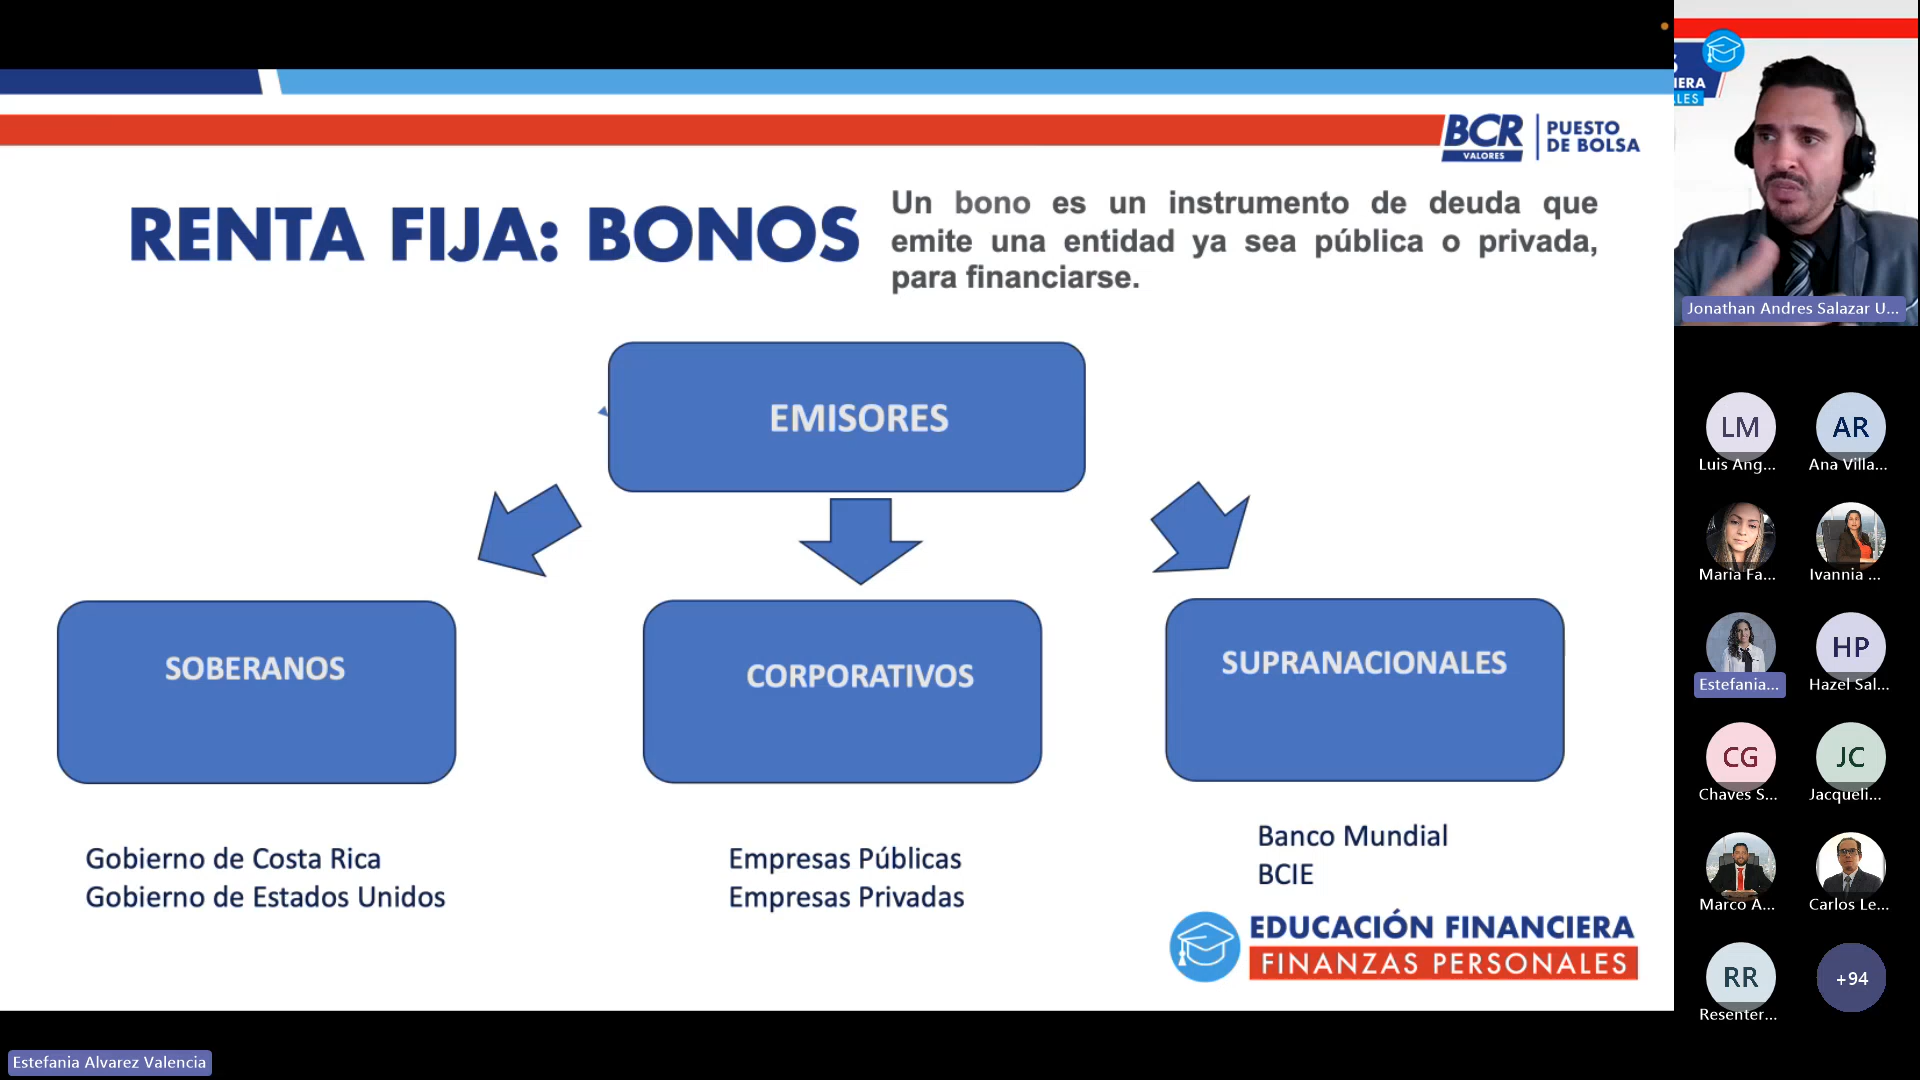 BCR
VALORES
PUESTO
DE BOLSA
RENTA FIJA: BONOS
Un bono es un instrumento de deuda que
emite una entidad ya sea pública o privada,
para financiarse.
EMISORES
SOBERANOS
CORPORATIVOS
SUPRANACIONALES
Gobierno de Costa Rica
Gobierno de Estados Unidos
Empresas Públicas
Empresas Privadas
Banco Mundial
BCIE
EDUCACIÓN FINANCIERA
FINANZAS PERSONALES
Estefania Alvarez Valencia
Jonathan Andres Salazar U...
LM
Luis Ang...
AR
Ana Villa...
Maria Fa...
Ivannia ...
Estefania...
HP
Hazel Sal...
CG
Chaves S...
JC
Jacqueli...
Marco A...
Carlos Le...
RR
Resenter...
+94